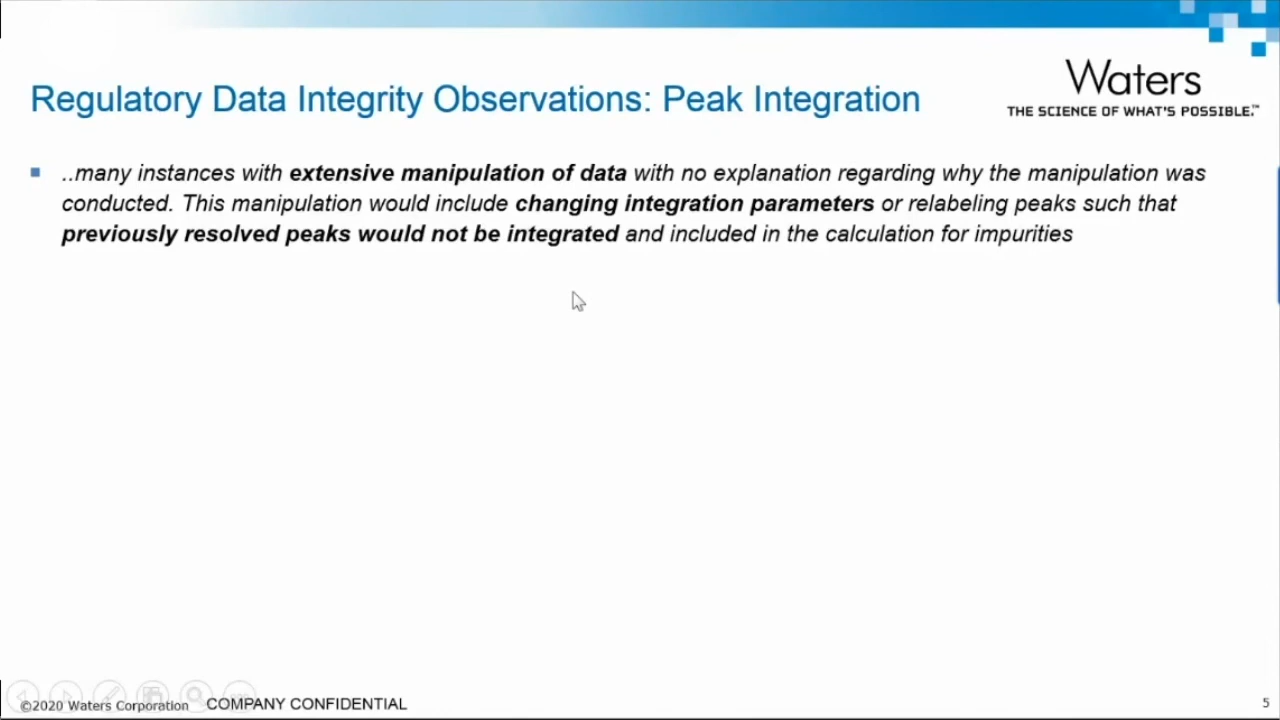 Waters
THE SCIENCE OF WHAT'S POSSIBLE.™
Regulatory Data Integrity Observations: Peak Integration
..many instances with extensive manipulation of data with no explanation regarding why the manipulation was
conducted. This manipulation would include changing integration parameters or relabeling peaks such that
previously resolved peaks would not be integrated and included in the calculation for impurities
©2020 Waters Corporation COMPANY CONFIDENTIAL
5